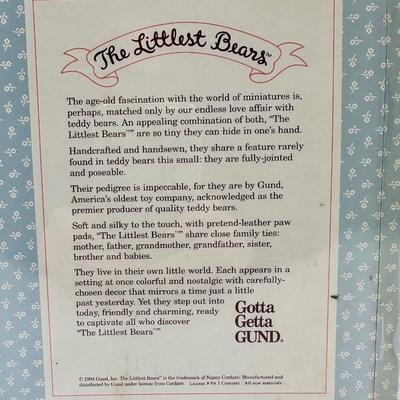 The Littlest Bears™
The age-old fascination with the world of miniatures is,
perhaps, matched only by our endless love affair with
teddy bears. An appealing combination of both, "The
Littlest Bears™" are so tiny they can hide in one's hand.
Handcrafted and handsewn, they share a feature rarely
found in teddy bears this small: they are fully-jointed
and poseable.
Their pedigree is impeccable, for they are by Gund,
America's oldest toy company, acknowledged as the
premier producer of quality teddy bears.
Soft and silky to the touch, with pretend-leather paw
pads, "The Littlest Bears™" share close family ties:
mother, father, grandmother, grandfather, sister,
brother and babies.
They live in their own little world. Each appears in a
setting at once colorful and nostalgic with carefully-
chosen decor that mirrors a time just a little
past yesterday. Yet they step out into
today, friendly and charming, ready
to captivate all who discover
"The Littlest Bears™"
Gotta
Getta
GUND®
© 1994 Gund, Inc. The Littlest Bears™ is the trademark of Nancy Cordaro. Manufactured and
distributed by Gund under license from Cordaro. License # PA 1 Contents: All new materials